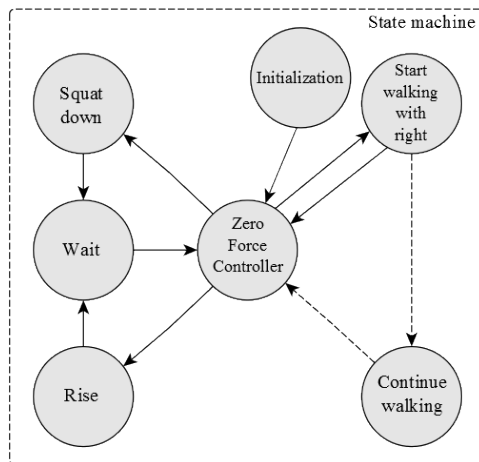 State machine
Initialization
Start
walking
with
right
Squat
down
Zero
Force
Controller
Wait
Rise
Continue
walking